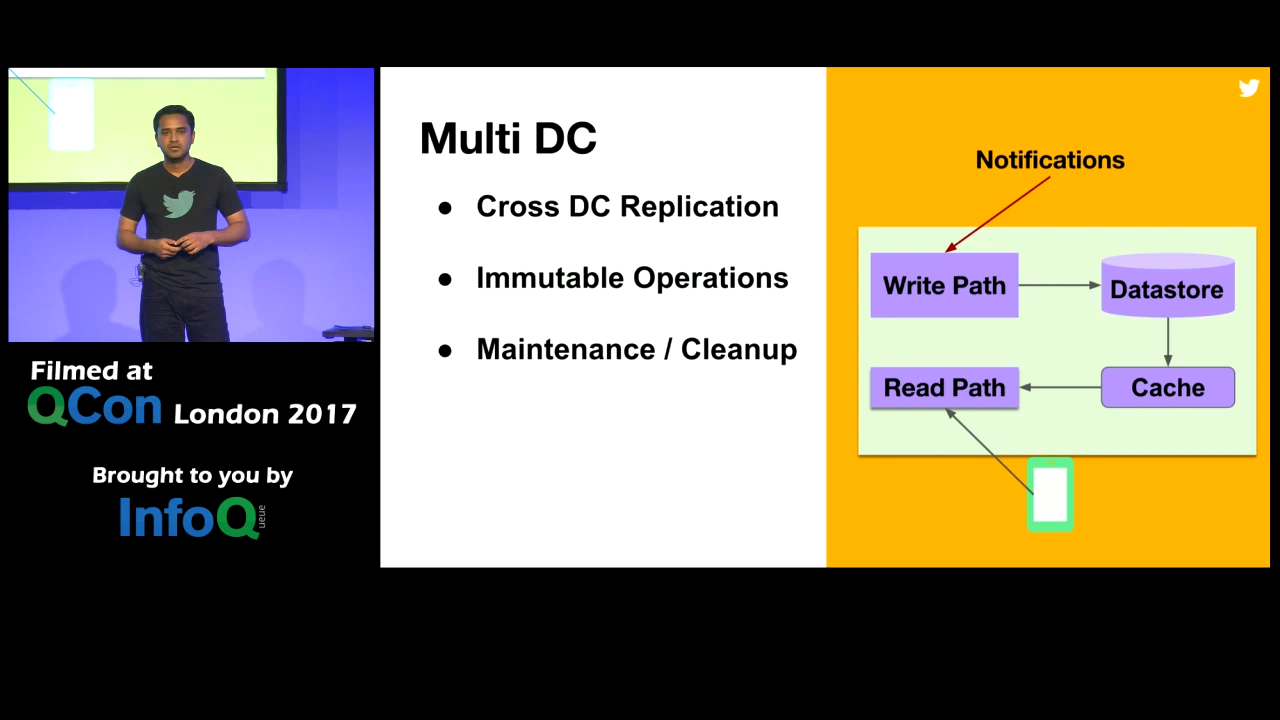 Multi DC
● Cross DC Replication
● Immutable Operations
● Maintenance / Cleanup
Notifications
Write Path
Datastore
Read Path
Cache
Filmed at
QCon London 2017
Brought to you by
InfoQ
ueue